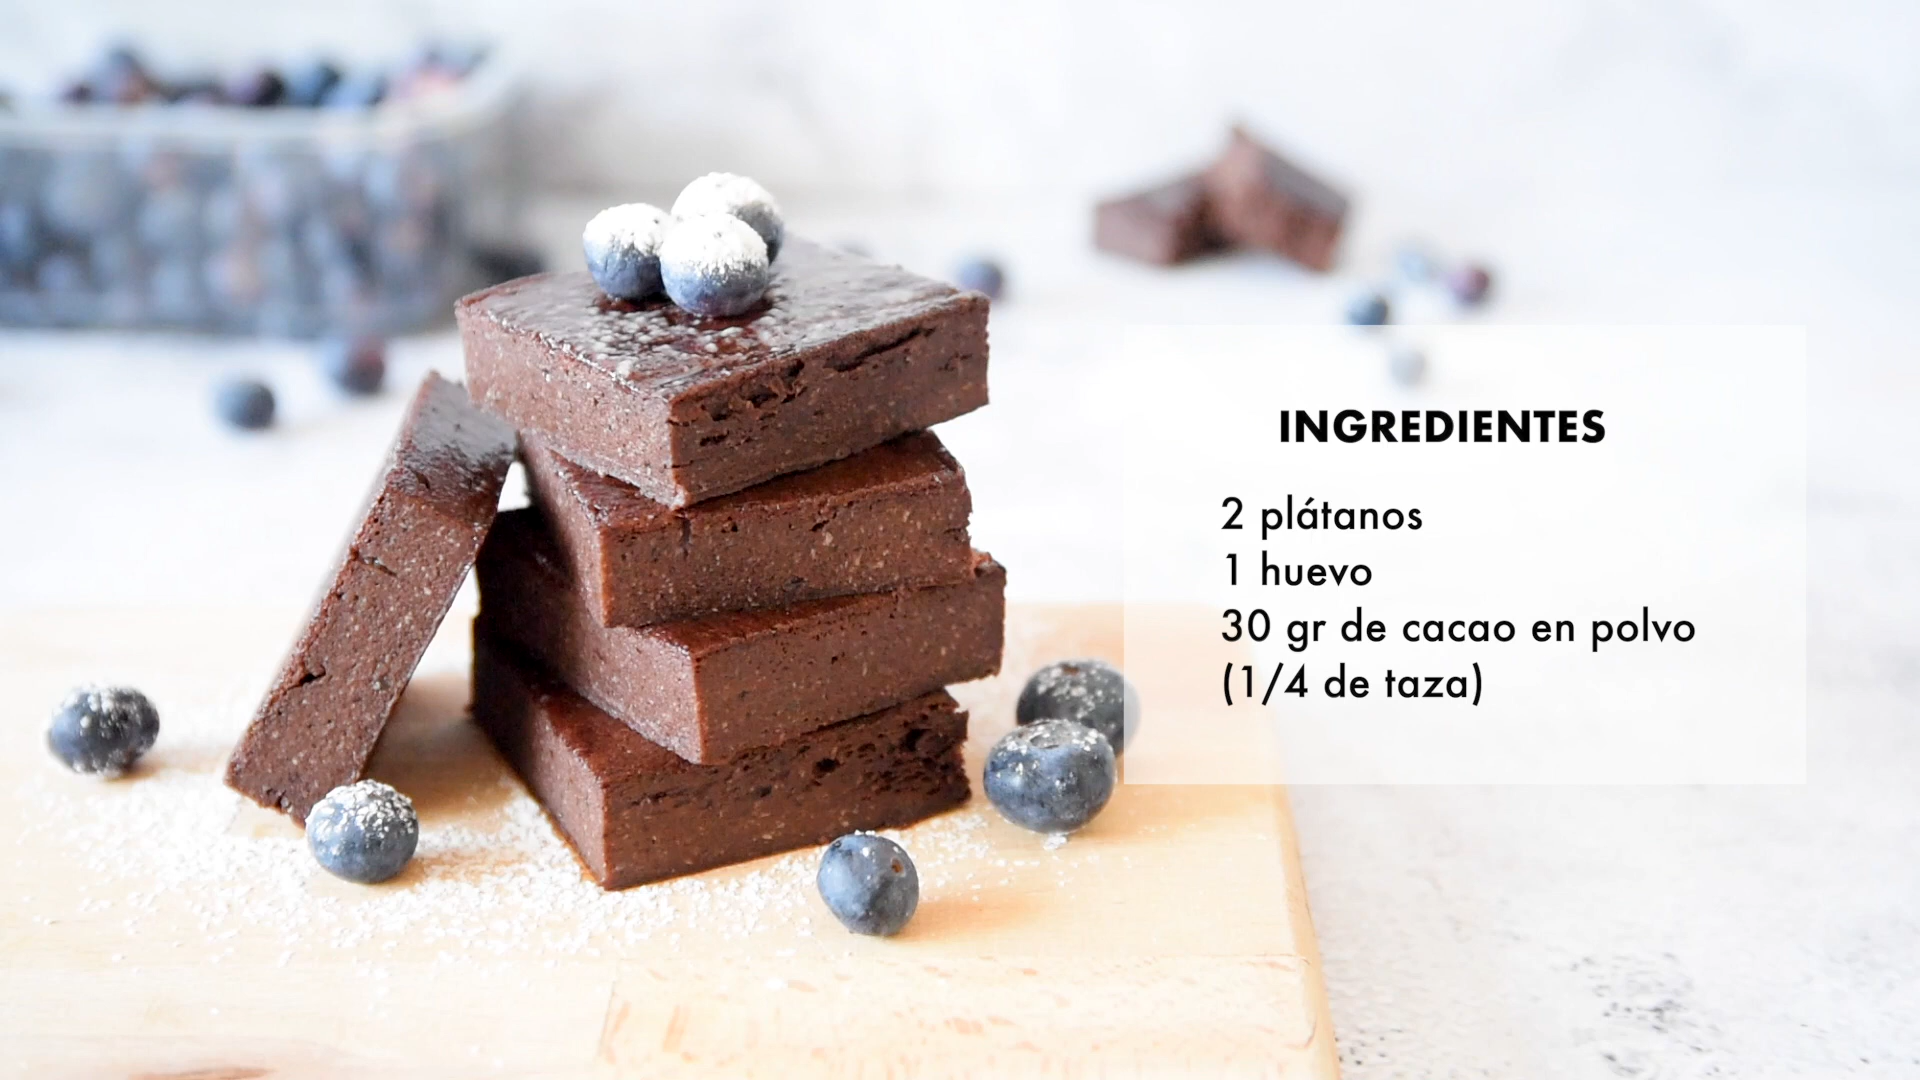 INGREDIENTES
2 plátanos
1 huevo
30 gr de cacao en polvo
(1/4 de taza)